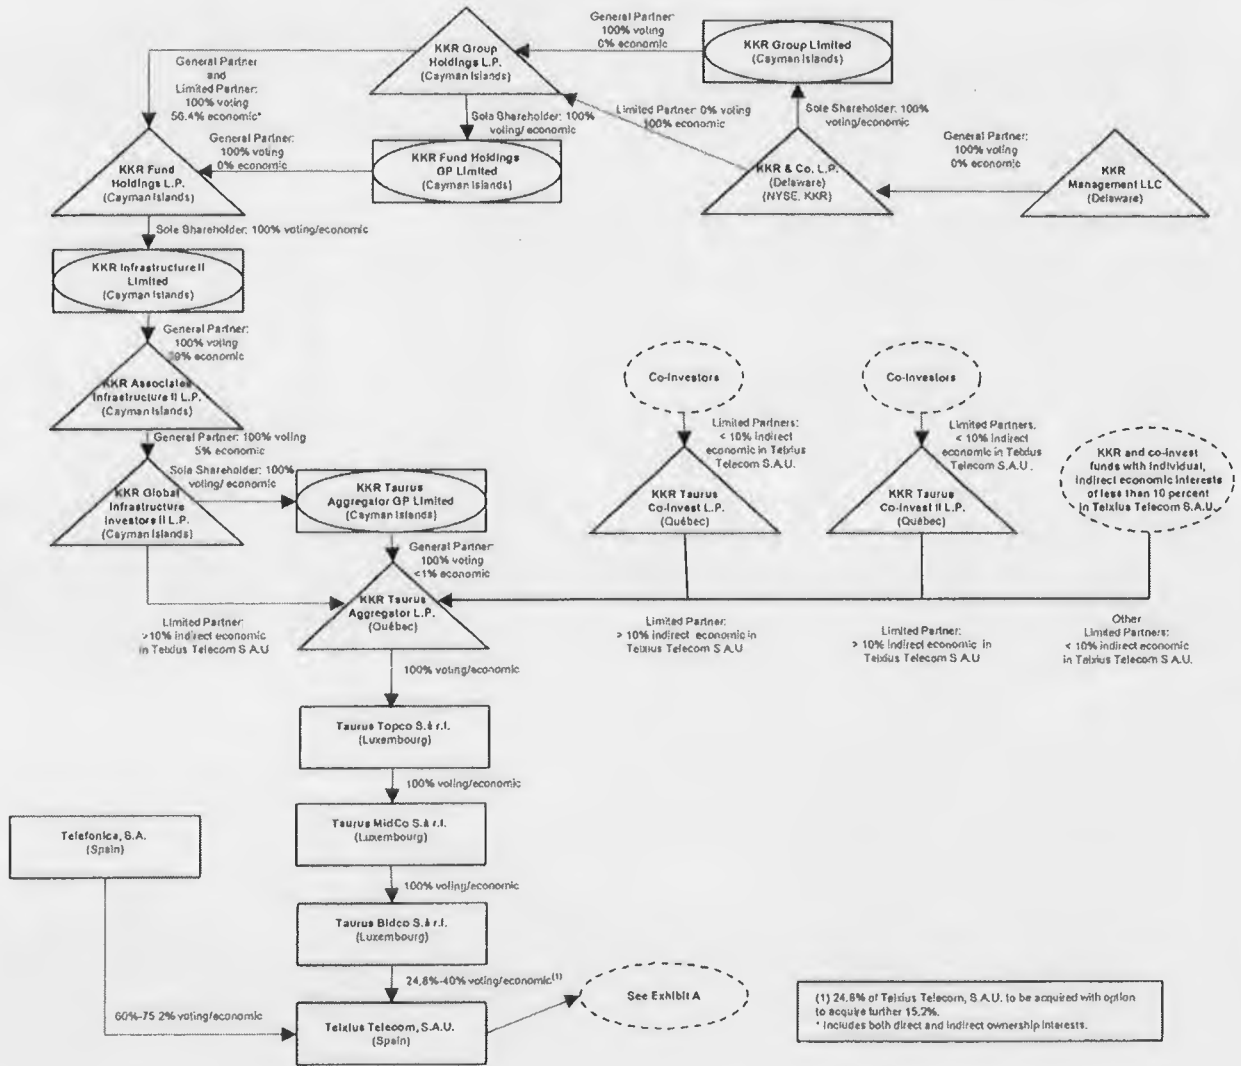 General Partner:
100% voting
0% economic
KKR Group
Holdings L.P.
(Cayman Islands)
KKR Group Limited
(Cayman Islands)
General Partner
and
Limited Partner:
100% voting
56.4% economic*
Sole Shareholder: 100%
voting/economic
Limited Partner 0% voting
100% economic
Sole Shareholder: 100%
voting/economic
General Partner:
100% voting
0% economic
General Partner:
100% voting
0% economic
KKR Fund
Holdings L.P.
(Cayman Islands)
KKR Fund Holdings
GP Limited
(Cayman Islands)
KKR & Co. L.P.
(Delaware)
(NYSE. KKR)
KKR
Management LLC
(Delaware)
Sole Shareholder: 100% voting/economic
KKR Infrastructure II
Limited
(Cayman Islands)
General Partner:
100% voting
economic
KKR Associates
Infrastructure II L.P.
(Cayman Islands)
Co-Investors
Co-Investors
General Partner: 100% voting
5% economic
Limited Partners:
< 10% indirect
economic in Telxius
Telecom S.A.U.
Limited Partners.
< 10% indirect
economic in Telxius
Telecom S.A.U.
KKR and co-invest
funds with individual,
indirect economic interests
of less than 10 percent
in Telxius Telecom S.A.U.
Sole Shareholder: 100%
voting/ economic
KKR Global
Infrastructure
Investors II L.P.
(Cayman Islands)
KKR Taurus
Aggregator GP Limited
(Cayman Islands)
KKR Taurus
Co-Invest L.P.
(Québec)
KKR Taurus
Co-Invest II L.P.
(Québec)
General Partner:
100% voting
<1% economic
KKR Taurus
Aggregator L.P.
(Québec)
Limited Partner:
>10% indirect economic
in Telxius Telecom S.A.U
Limited Partner:
> 10% indirect economic in
Telxius Telecom S.A.U
Limited Partner:
> 10% indirect economic in
Telxius Telecom S.A.U
Other
Limited Partners:
< 10% indirect economic
in Telxius Telecom S.A.U.
100% voting/economic
Taurus Topco S.à r.l.
(Luxembourg)
100% voting/economic
Taurus MidCo S.à r.l.
(Luxembourg)
Telefonica, S.A.
(Spain)
100% voting/economic
Taurus Bidco S.à r.l.
(Luxembourg)
24.8%-40% voting/economic(1)
See Exhibit A
60%-75.2% voting/economic
Telxius Telecom, S.A.U.
(Spain)
(1) 24.8% of Telxius Telecom, S.A.U. to be acquired with option
to acquire further 15.2%.
* Includes both direct and indirect ownership interests.